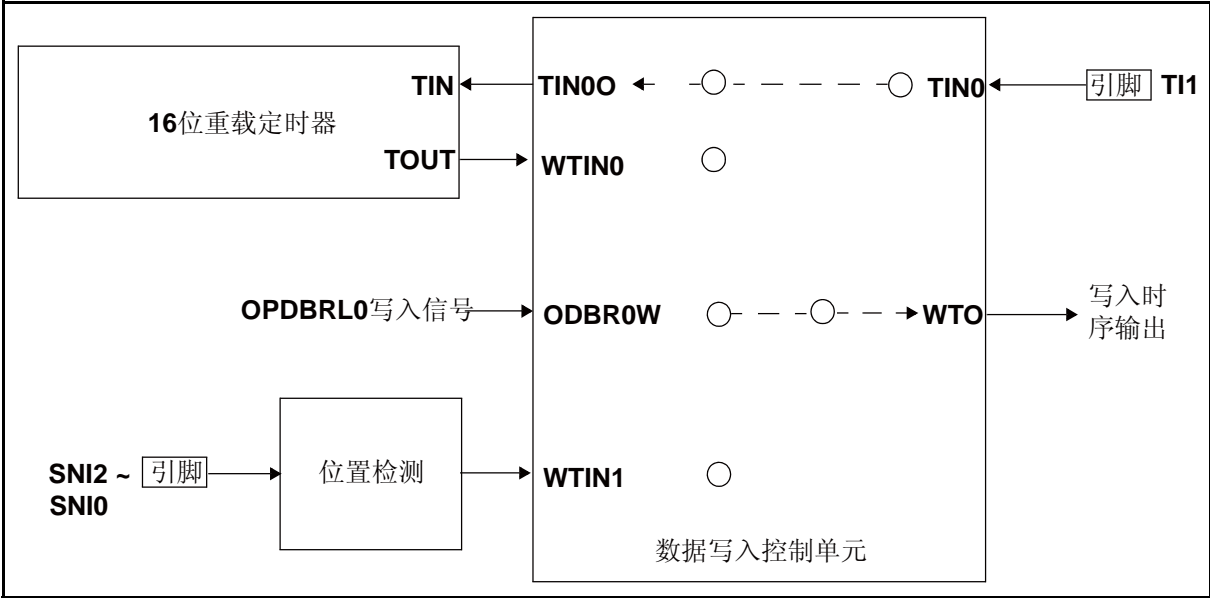 TIN
TIN0O
TIN0
引脚
TI1
16位重载定时器
TOUT
WTIN0
OPDBRL0写入信号
ODBR0W
WTO
写入时
序输出
SNI2 ~
引脚
SNI0
位置检测
WTIN1
数据写入控制单元